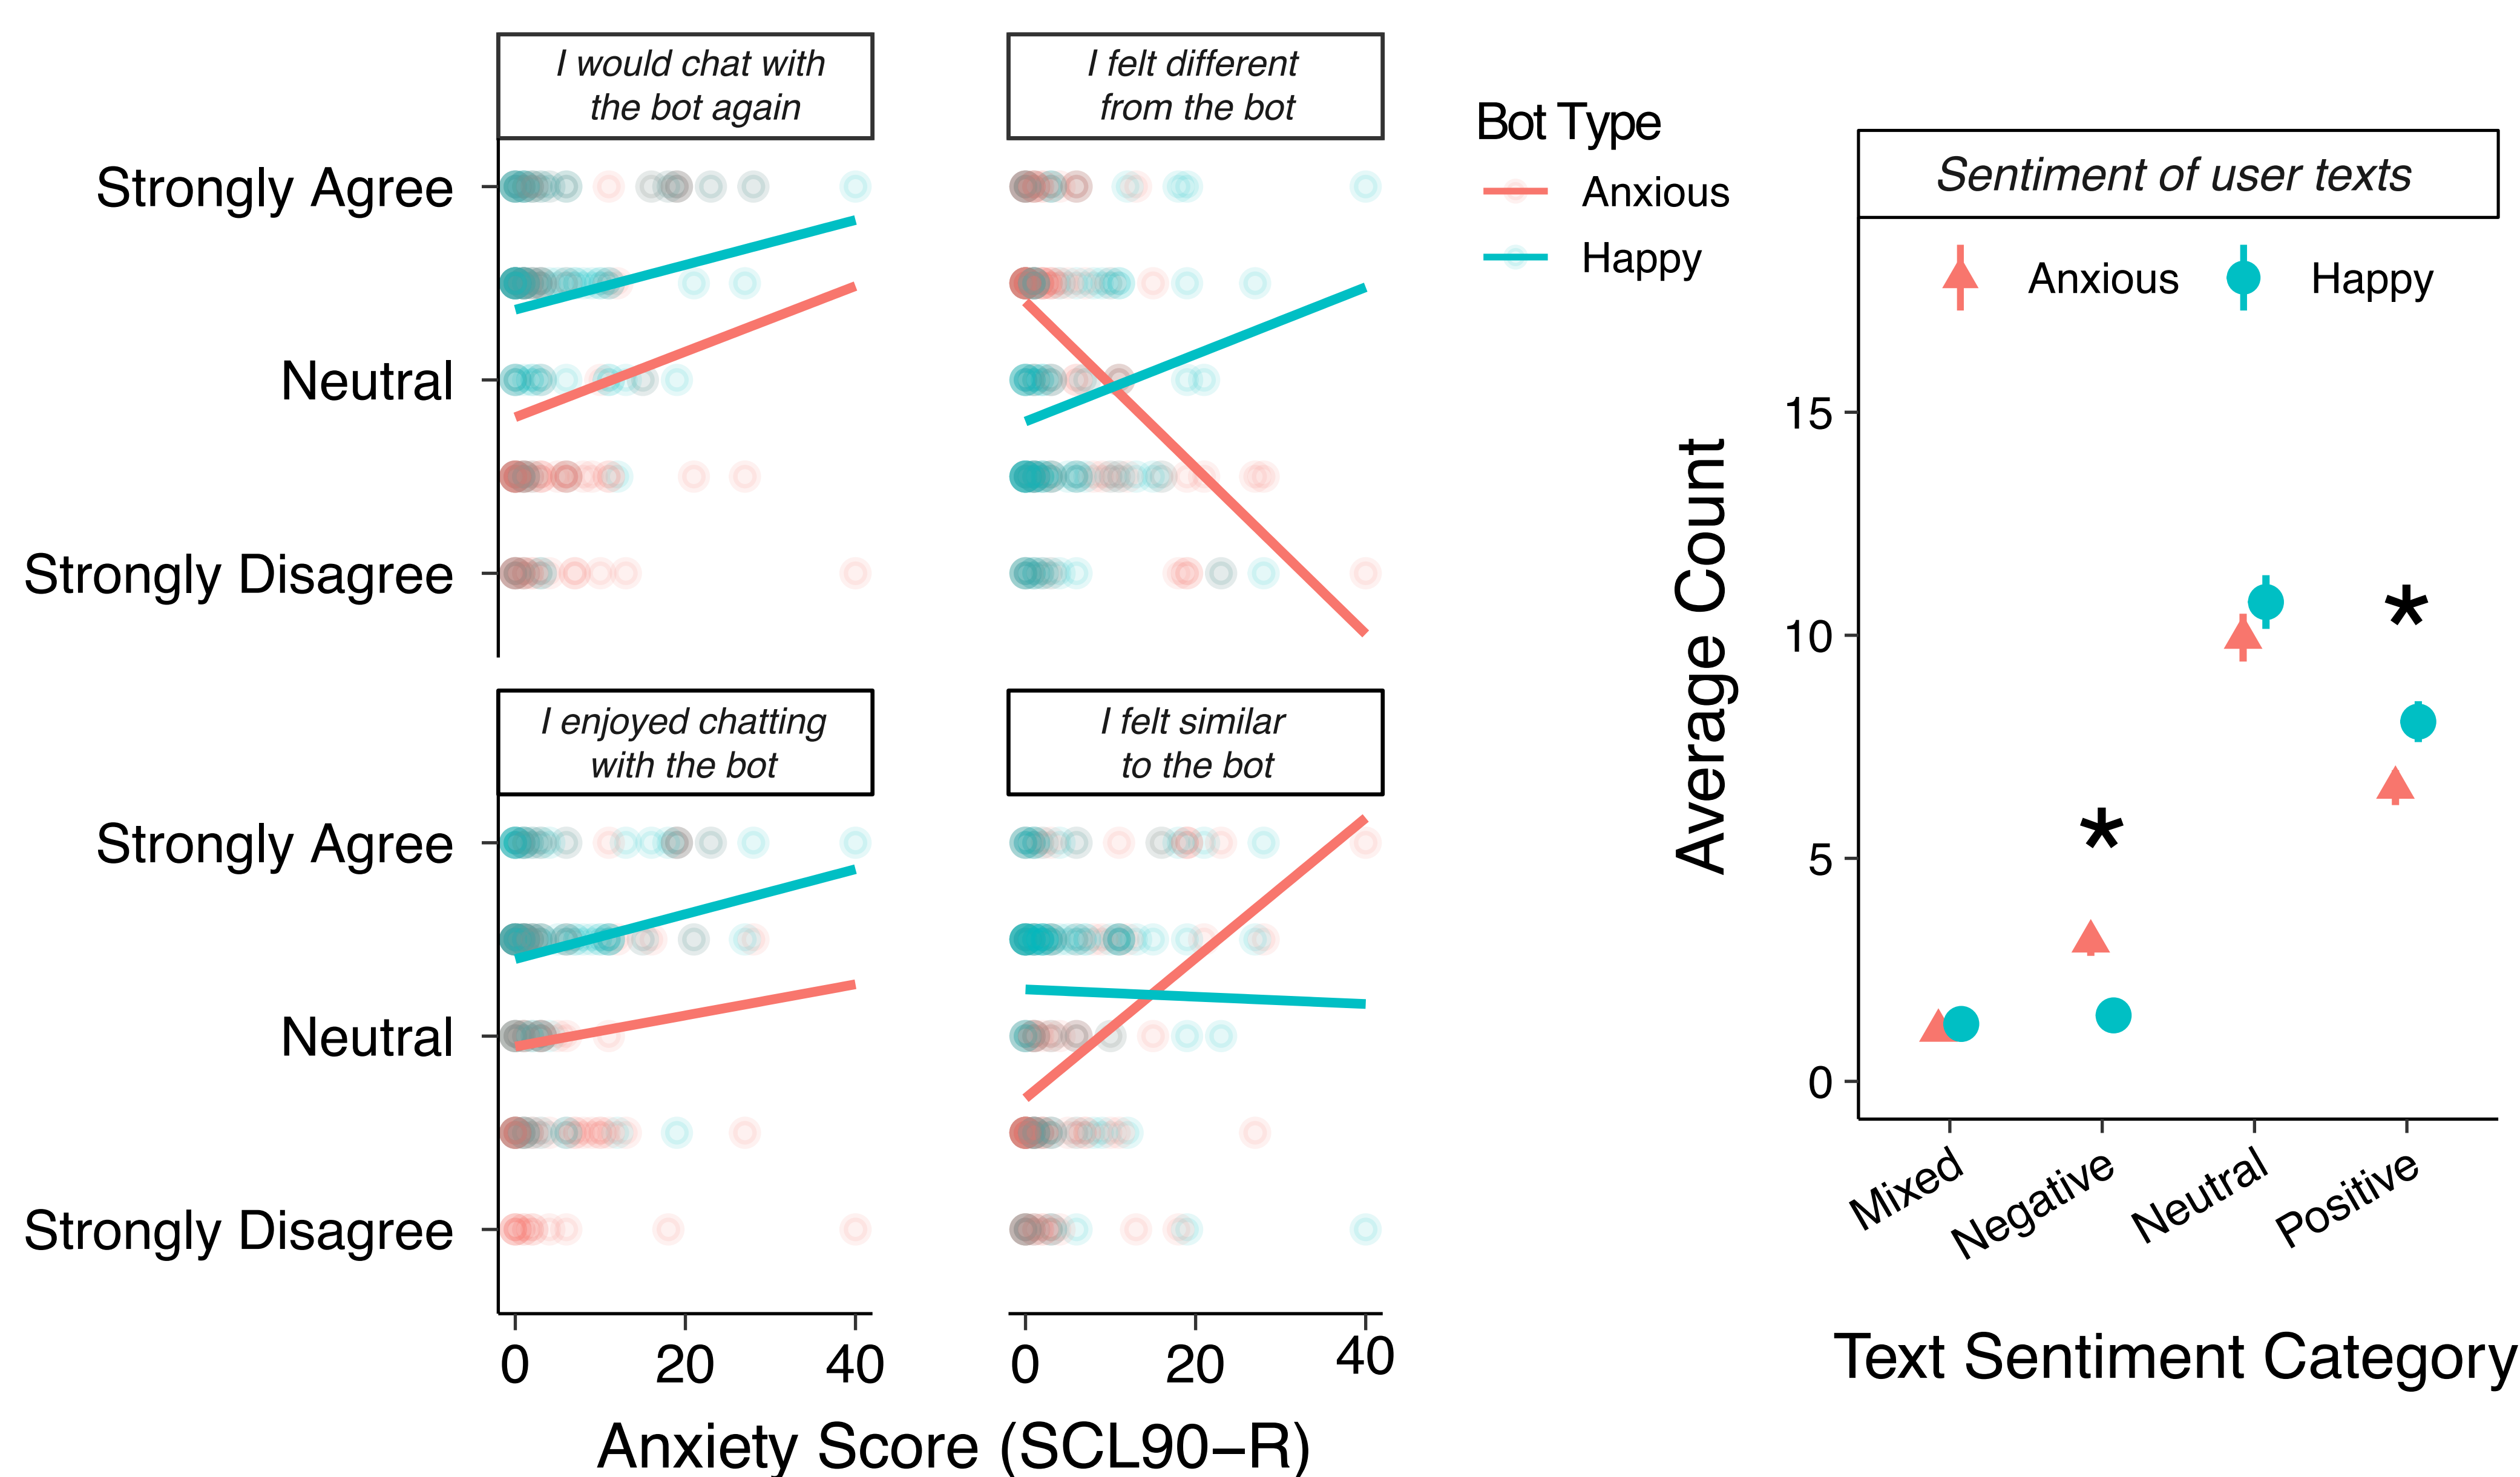 I would chat with
the bot again
I felt different
from the bot
Strongly Agree
Neutral
Strongly Disagree
I enjoyed chatting
with the bot
I felt similar
to the bot
Strongly Agree
Neutral
Strongly Disagree
0 20 40 0 20 40
Anxiety Score (SCL90−R)
Bot Type
Anxious
Happy
Sentiment of user texts
Anxious Happy
Average Count
15
10
5
0
*
*
Mixed Negative Neutral Positive
Text Sentiment Category